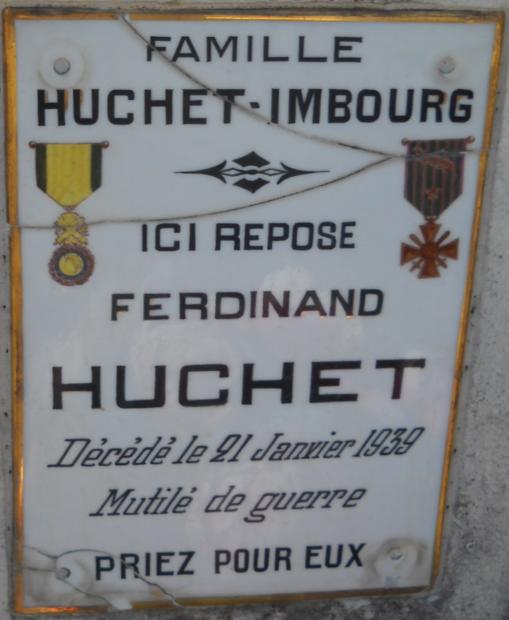 FAMILLE
HUCHET-IMBOURG
ICI REPOSE
FERDINAND
HUCHET
Décédé le 21 Janvier 1939
Mutilé de guerre
PRIEZ POUR EUX